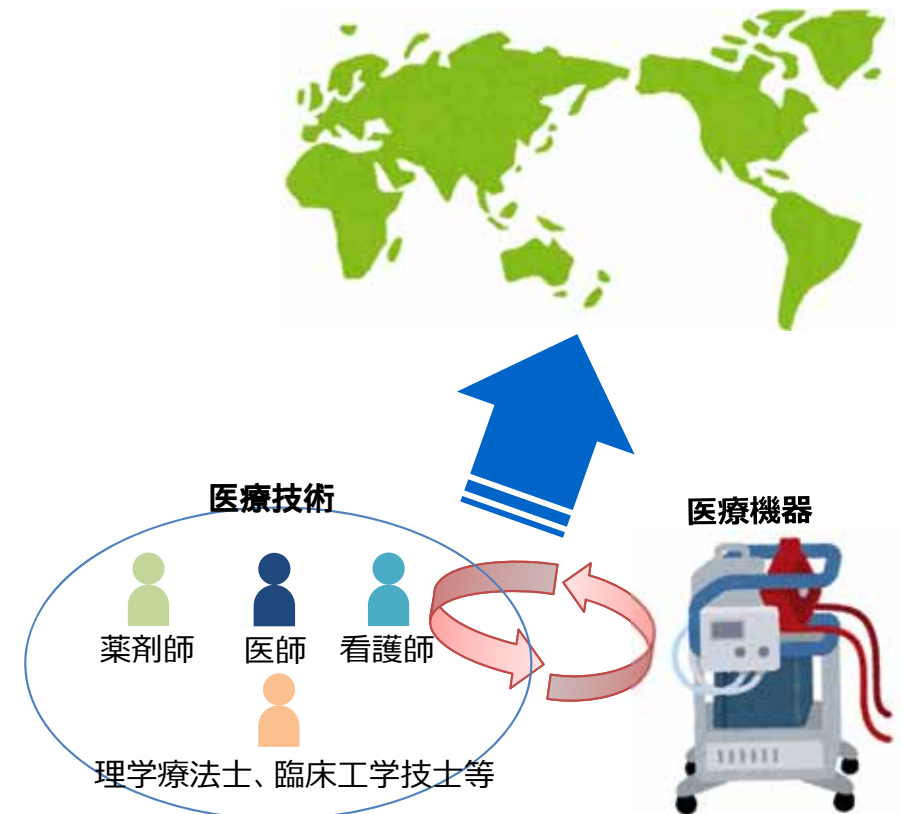 医療技術
医療機器
薬剤師
医師
看護師
理学療法士、臨床工学技士等